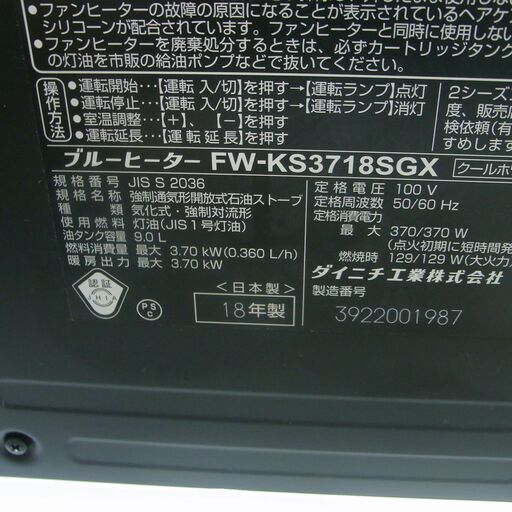 ファンヒーターの故障の原因になることが表示されているヘアケ
シリコーンが配合されています。ファンヒーターと同時に使用しない
・ファンヒーターを廃棄処分するときは、必ずカートリッジタンク
の灯油を市販の給油ポンプなどで吸い
操作方法
・運転開始…【運転 入/切】を押す→【運転ランプ】点灯
・運転停止…【運転 入/切】を押す→【運転ランプ】消灯
・室温調整…【+】、【-】を押す
・運転延長…【運転延長】を押す
2シーズ
度、販売店
検依頼(有
すめします
ブルーヒーター FW-KS3718SGX
クールホワ
規格番号 JIS S 2036
規格名称 強制通気形開放式石油ストーブ
種類 気化式・強制対流形
使用燃料 灯油(JIS1号灯油)
油タンク容量 9.0L
燃料消費量 最大 3.70 kW(0.360 L/h)
暖房出力 最大 3.70 kW
定格電圧 100 V
定格周波数 50/60 Hz
定格消費電力
最大 370/370 W
(点火初期に短時間発
燃焼時 129/129 W(大火力
ダイニチ工業株式会社
認証
JHIA
PS
C
<日本製>
18年製
製造番号
3922001987